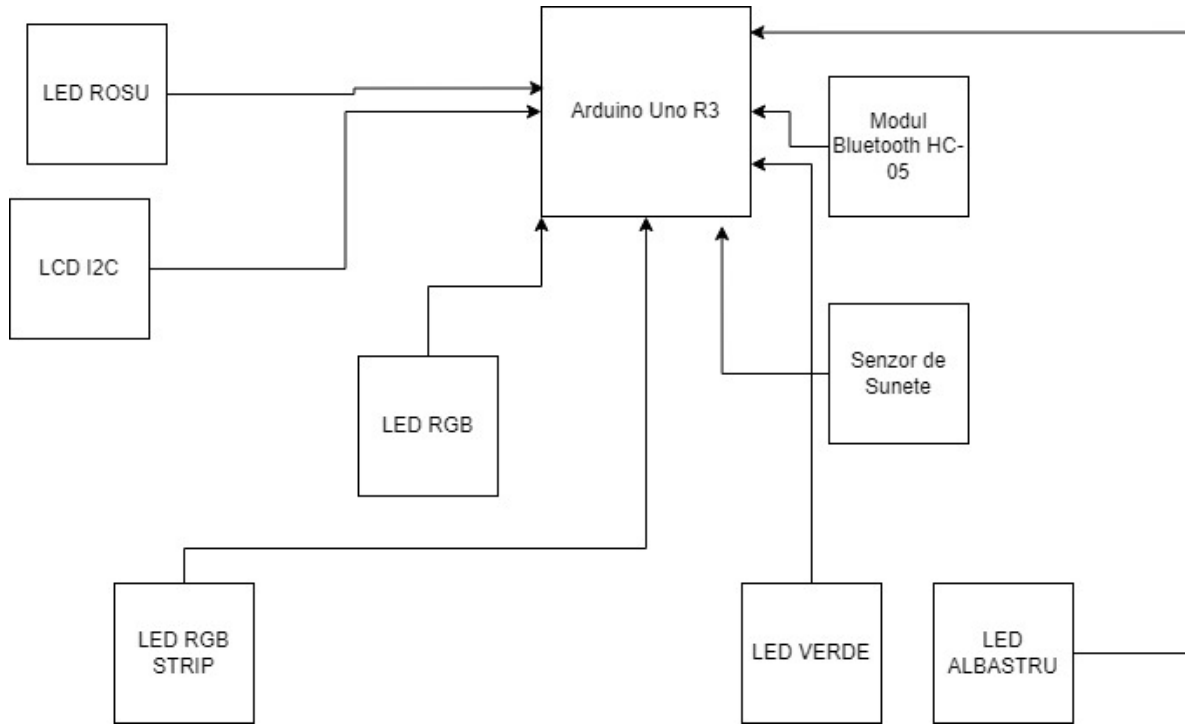 LED ROSU
Arduino Uno R3
Modul
Bluetooth HC-
05
LCD I2C
Senzor de
Sunete
LED RGB
LED RGB
STRIP
LED VERDE
LED
ALBASTRU